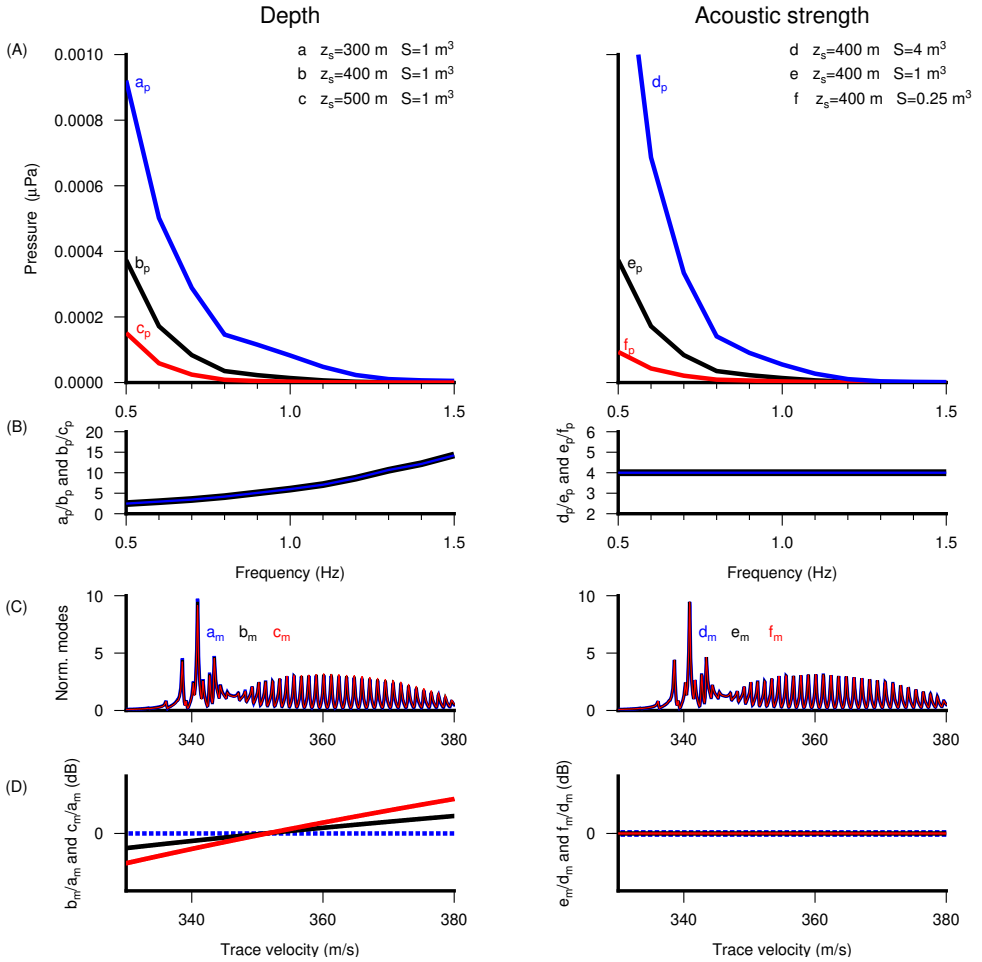 Depth
Acoustic strength
(A)
a z_s=300 m S=1 m³
b z_s=400 m S=1 m³
c z_s=500 m S=1 m³
d z_s=400 m S=4 m³
e z_s=400 m S=1 m³
f z_s=400 m S=0.25 m³
Pressure (µPa)
0.0010
0.0008
0.0006
0.0004
0.0002
0.0000
a_p
b_p
c_p
d_p
e_p
f_p
0.5 1.0 1.5
0.5 1.0 1.5
(B)
a_p/b_p and b_p/c_p
20
15
10
5
0
0.5 1.0 1.5
Frequency (Hz)
d_p/e_p and e_p/f_p
6
5
4
3
2
0.5 1.0 1.5
Frequency (Hz)
(C)
Norm. modes
10
5
0
a_m b_m c_m
340 360 380
10
5
0
d_m e_m f_m
340 360 380
(D)
b_m/a_m and c_m/a_m (dB)
0
340 360 380
Trace velocity (m/s)
e_m/d_m and f_m/d_m (dB)
0
340 360 380
Trace velocity (m/s)